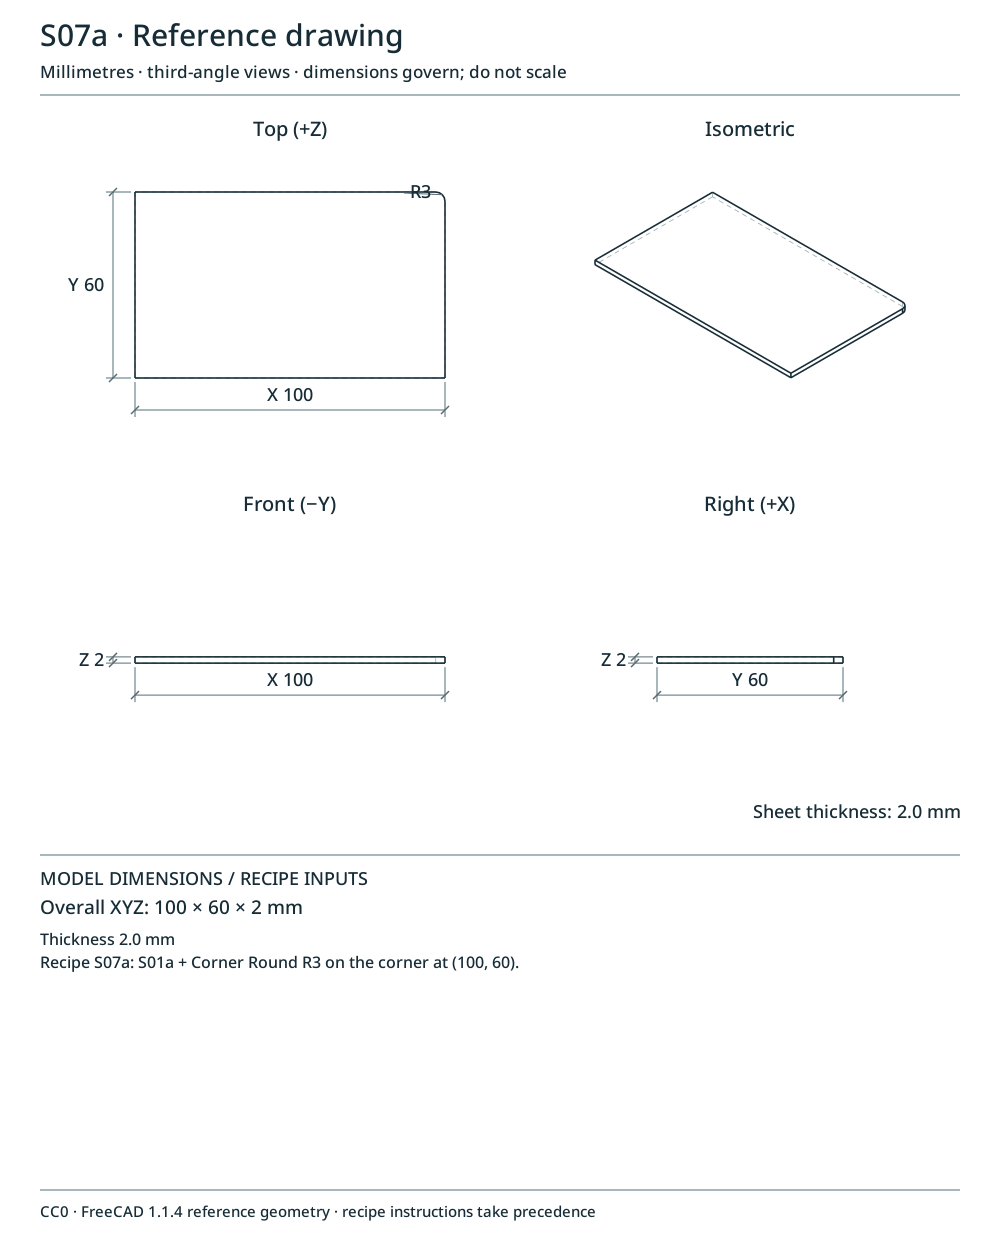 S07a · Reference drawing
Millimetres · third-angle views · dimensions govern; do not scale
Top (+Z)
Isometric
R3
Y 60
X 100
Front (−Y)
Right (+X)
Z 2
X 100
Z 2
Y 60
Sheet thickness: 2.0 mm
MODEL DIMENSIONS / RECIPE INPUTS
Overall XYZ: 100 × 60 × 2 mm
Thickness 2.0 mm
Recipe S07a: S01a + Corner Round R3 on the corner at (100, 60).
CC0 · FreeCAD 1.1.4 reference geometry · recipe instructions take precedence